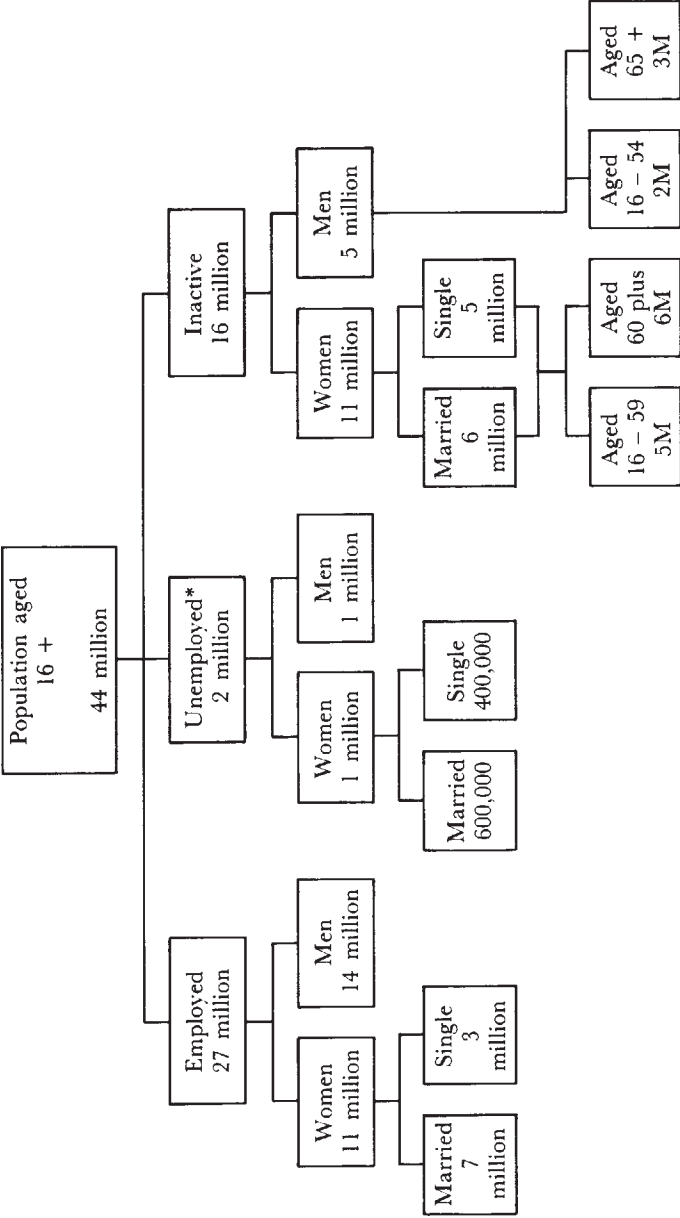 Population aged
16 +
44 million
Employed
27 million
Unemployed*
2 million
Inactive
16 million
Women
11 million
Men
14 million
Women
1 million
Men
1 million
Women
11 million
Men
5 million
Married
7
million
Single
3
million
Married
600,000
Single
400,000
Married
6
million
Single
5
million
Aged
16 – 59
5M
Aged
60 plus
6M
Aged
16 – 54
2M
Aged
65 +
3M